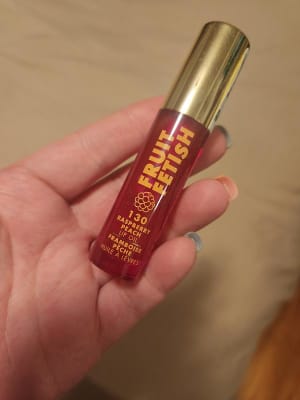 FRUIT
FETISH
130
RASPBERRY
PEACH
LIP OIL
FRAMBOISE
PÊCHE
HUILE À LÈVRES